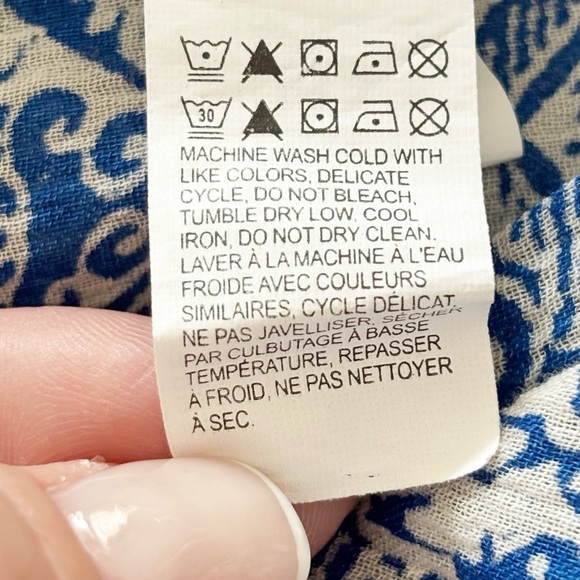 30
MACHINE WASH COLD WITH
LIKE COLORS, DELICATE
CYCLE, DO NOT BLEACH,
TUMBLE DRY LOW, COOL
IRON, DO NOT DRY CLEAN.
LAVER À LA MACHINE À L'EAU
FROIDE AVEC COULEURS
SIMILAIRES, CYCLE DÉLICAT.
NE PAS JAVELLISER, SÉCHER
PAR CULBUTAGE À BASSE
TEMPÉRATURE, REPASSER
À FROID, NE PAS NETTOYER
À SEC.